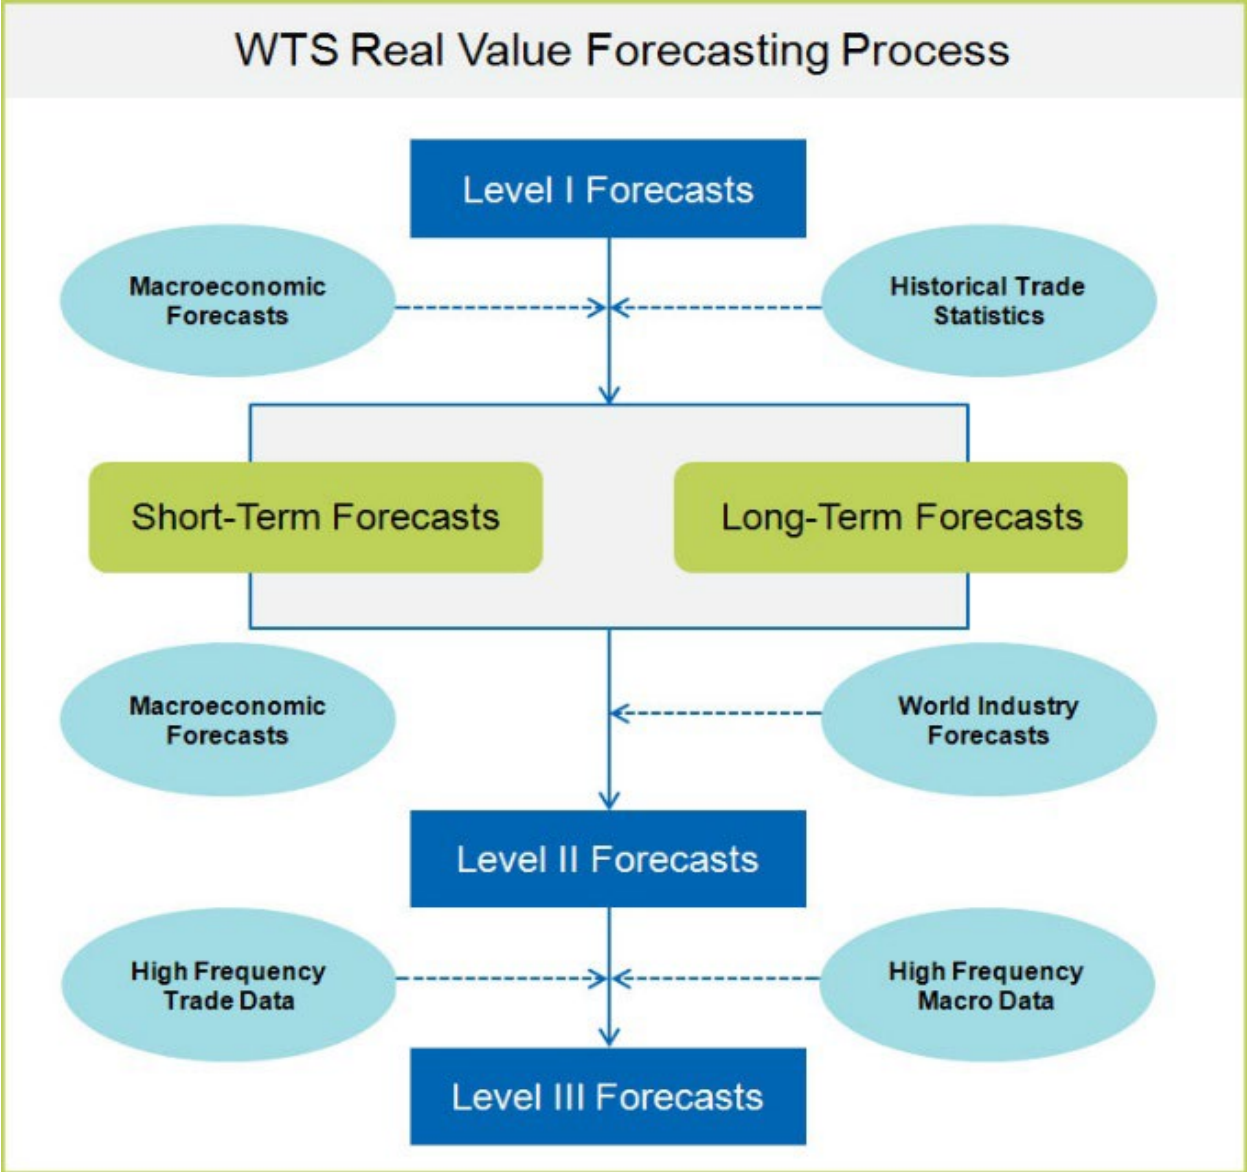 WTS Real Value Forecasting Process
Level I Forecasts
Macroeconomic
Forecasts
Historical Trade
Statistics
Short-Term Forecasts
Long-Term Forecasts
Macroeconomic
Forecasts
World Industry
Forecasts
Level II Forecasts
High Frequency
Trade Data
High Frequency
Macro Data
Level III Forecasts